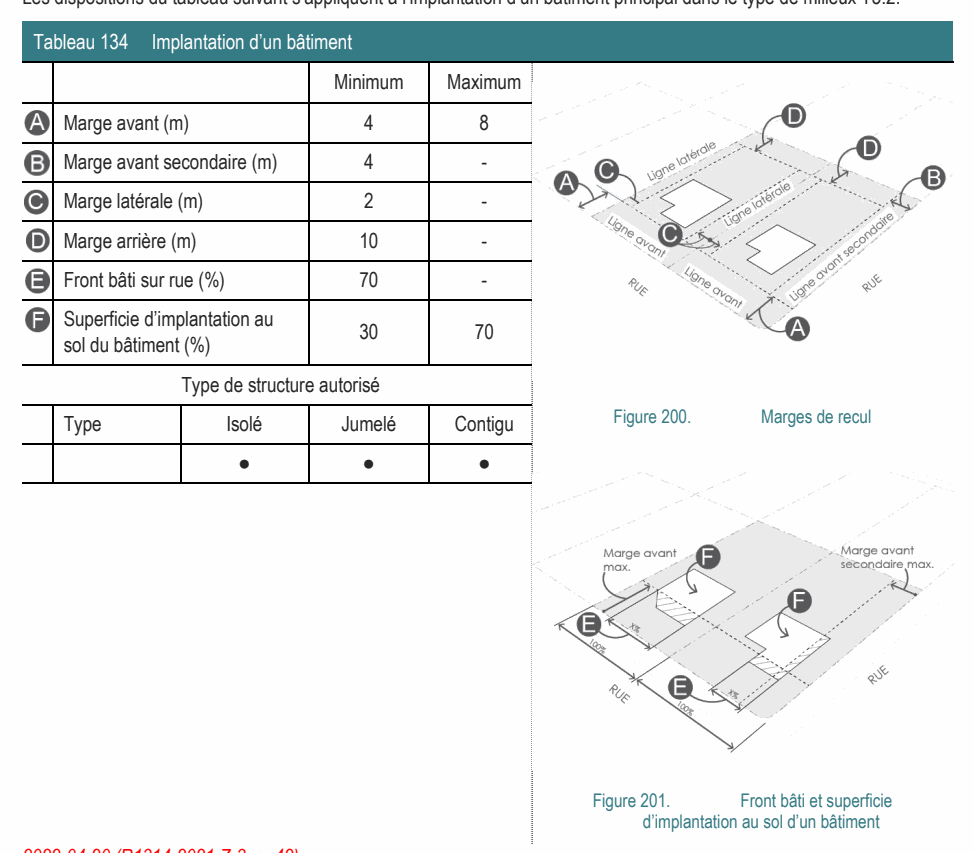 Les dispositions du tableau suivant s'appliquent à l'implantation d'un bâtiment principal dans le type de milieux
Tableau 134 Implantation d'un bâtiment
Minimum Maximum
A Marge avant (m) 4 8
B Marge avant secondaire (m) 4 -
C Marge latérale (m) 2 -
D Marge arrière (m) 10 -
E Front bâti sur rue (%) 70 -
F Superficie d'implantation au
sol du bâtiment (%) 30 70
Type de structure autorisé
Type Isolé Jumelé Contigu
● ● ●
D
D
Ligne latérale
C
A
B
Ligne latérale
Ligne avant
C
Ligne avant secondaire
Ligne avant
RUE
RUE
A
Figure 200. Marges de recul
Marge avant
max.
F
Marge avant
secondaire max.
F
E
X%
100%
RUE
E
X%
100%
RUE
Figure 201. Front bâti et superficie
d'implantation au sol d'un bâtiment